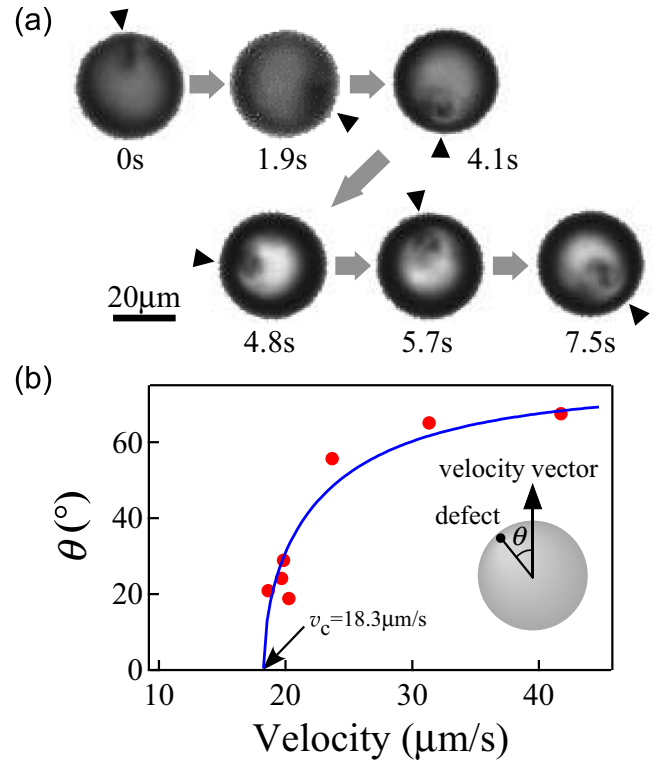 (a)
0s
1.9s
4.1s
20μm
4.8s
5.7s
7.5s
(b)
60
40
20
0
θ (°)
velocity vector
defect
θ
v_c=18.3μm/s
10
20
30
40
Velocity (μm/s)